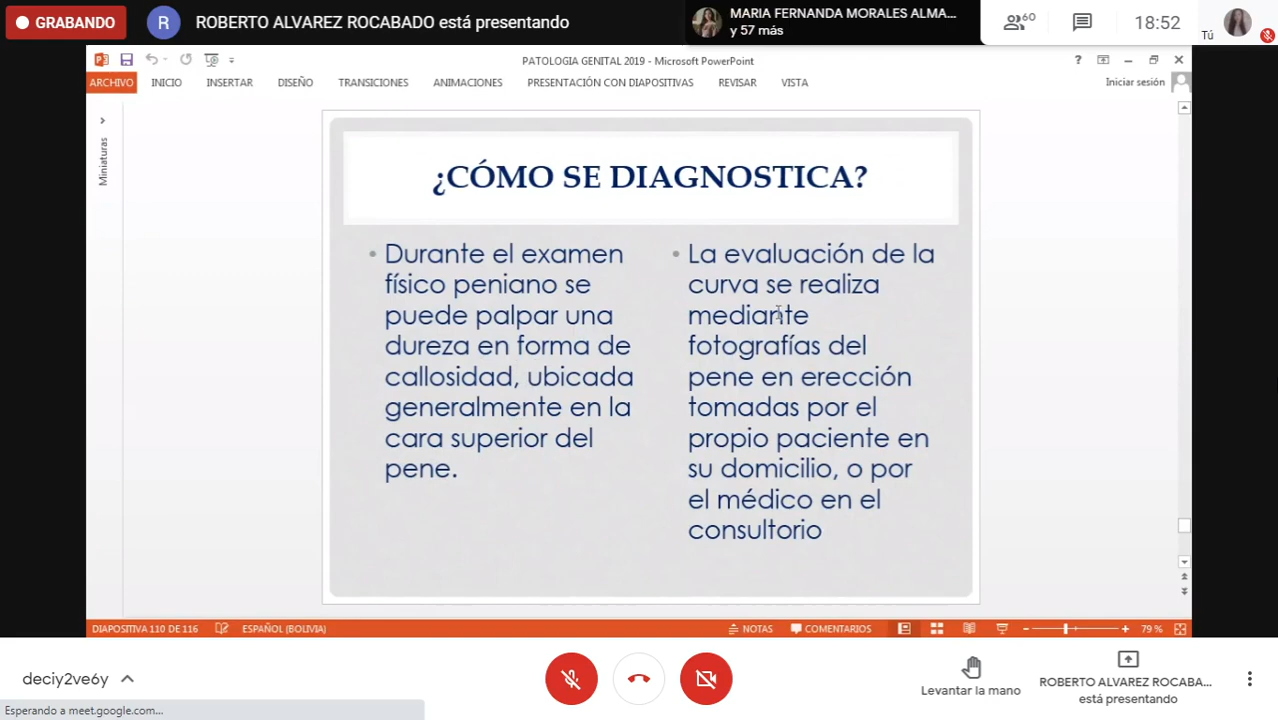 GRABANDO
R
ROBERTO ALVAREZ ROCABADO está presentando
MARIA FERNANDA MORALES ALMA...
y 57 más
60
18:52
Tú
PATOLOGIA GENITAL 2019 - Microsoft PowerPoint
?
ARCHIVO
INICIO
INSERTAR
DISEÑO
TRANSICIONES
ANIMACIONES
PRESENTACIÓN CON DIAPOSITIVAS
REVISAR
VISTA
Iniciar sesión
Miniaturas
¿CÓMO SE DIAGNOSTICA?
• Durante el examen
físico peniano se
puede palpar una
dureza en forma de
callosidad, ubicada
generalmente en la
cara superior del
pene.
• La evaluación de la
curva se realiza
mediante
fotografías del
pene en erección
tomadas por el
propio paciente en
su domicilio, o por
el médico en el
consultorio
DIAPOSITIVA 110 DE 116
ESPAÑOL (BOLIVIA)
NOTAS
COMENTARIOS
79 %
deciy2ve6y
Levantar la mano
ROBERTO ALVAREZ ROCABA...
está presentando
Esperando a meet.google.com...